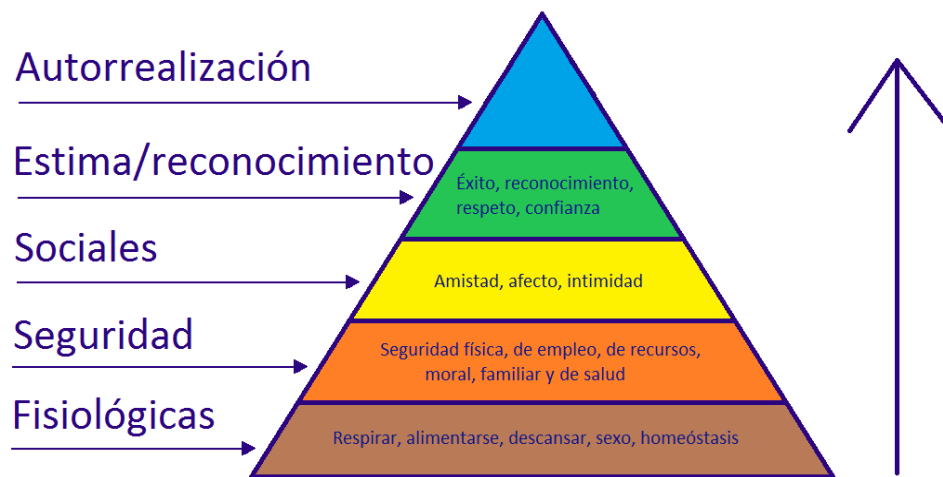 Autorrealización
Estima/reconocimiento
Éxito, reconocimiento,
respeto, confianza
Sociales
Amistad, afecto, intimidad
Seguridad
Seguridad física, de empleo, de recursos,
moral, familiar y de salud
Fisiológicas
Respirar, alimentarse, descansar, sexo, homeóstasis